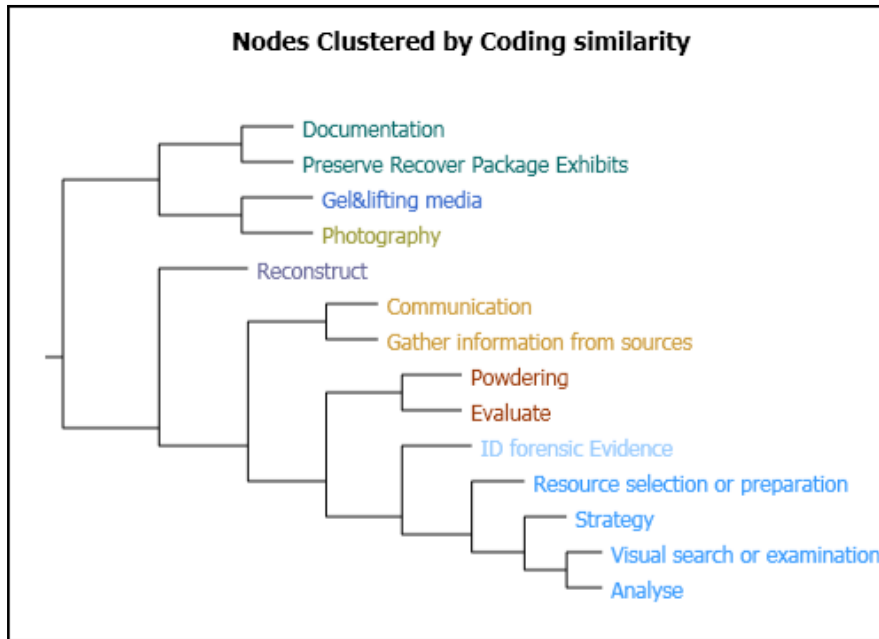 Nodes Clustered by Coding similarity
Documentation
Preserve Recover Package Exhibits
Gel&lifting media
Photography
Reconstruct
Communication
Gather information from sources
Powdering
Evaluate
ID forensic Evidence
Resource selection or preparation
Strategy
Visual search or examination
Analyse